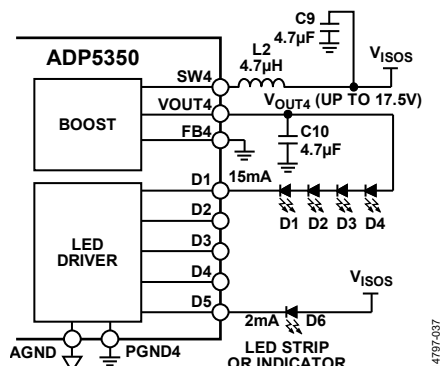 C9
4.7µF
ADP5350
L2
4.7µH
VISOS
SW4
VOUT4
VOUT4 (UP TO 17.5V)
BOOST
FB4
C10
4.7µF
D1
15mA
D2
D1 D2 D3 D4
LED
DRIVER
D3
D4
VISOS
D5
2mA D6
AGND
PGND4
LED STRIP
OR INDICATOR
4797-037